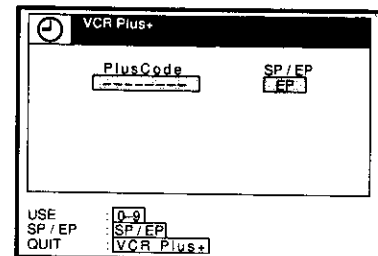 VCR Plus+
PlusCode SP/EP
-------- EP
USE : 0-9
SP/EP : SP/EP
QUIT : VCR Plus+